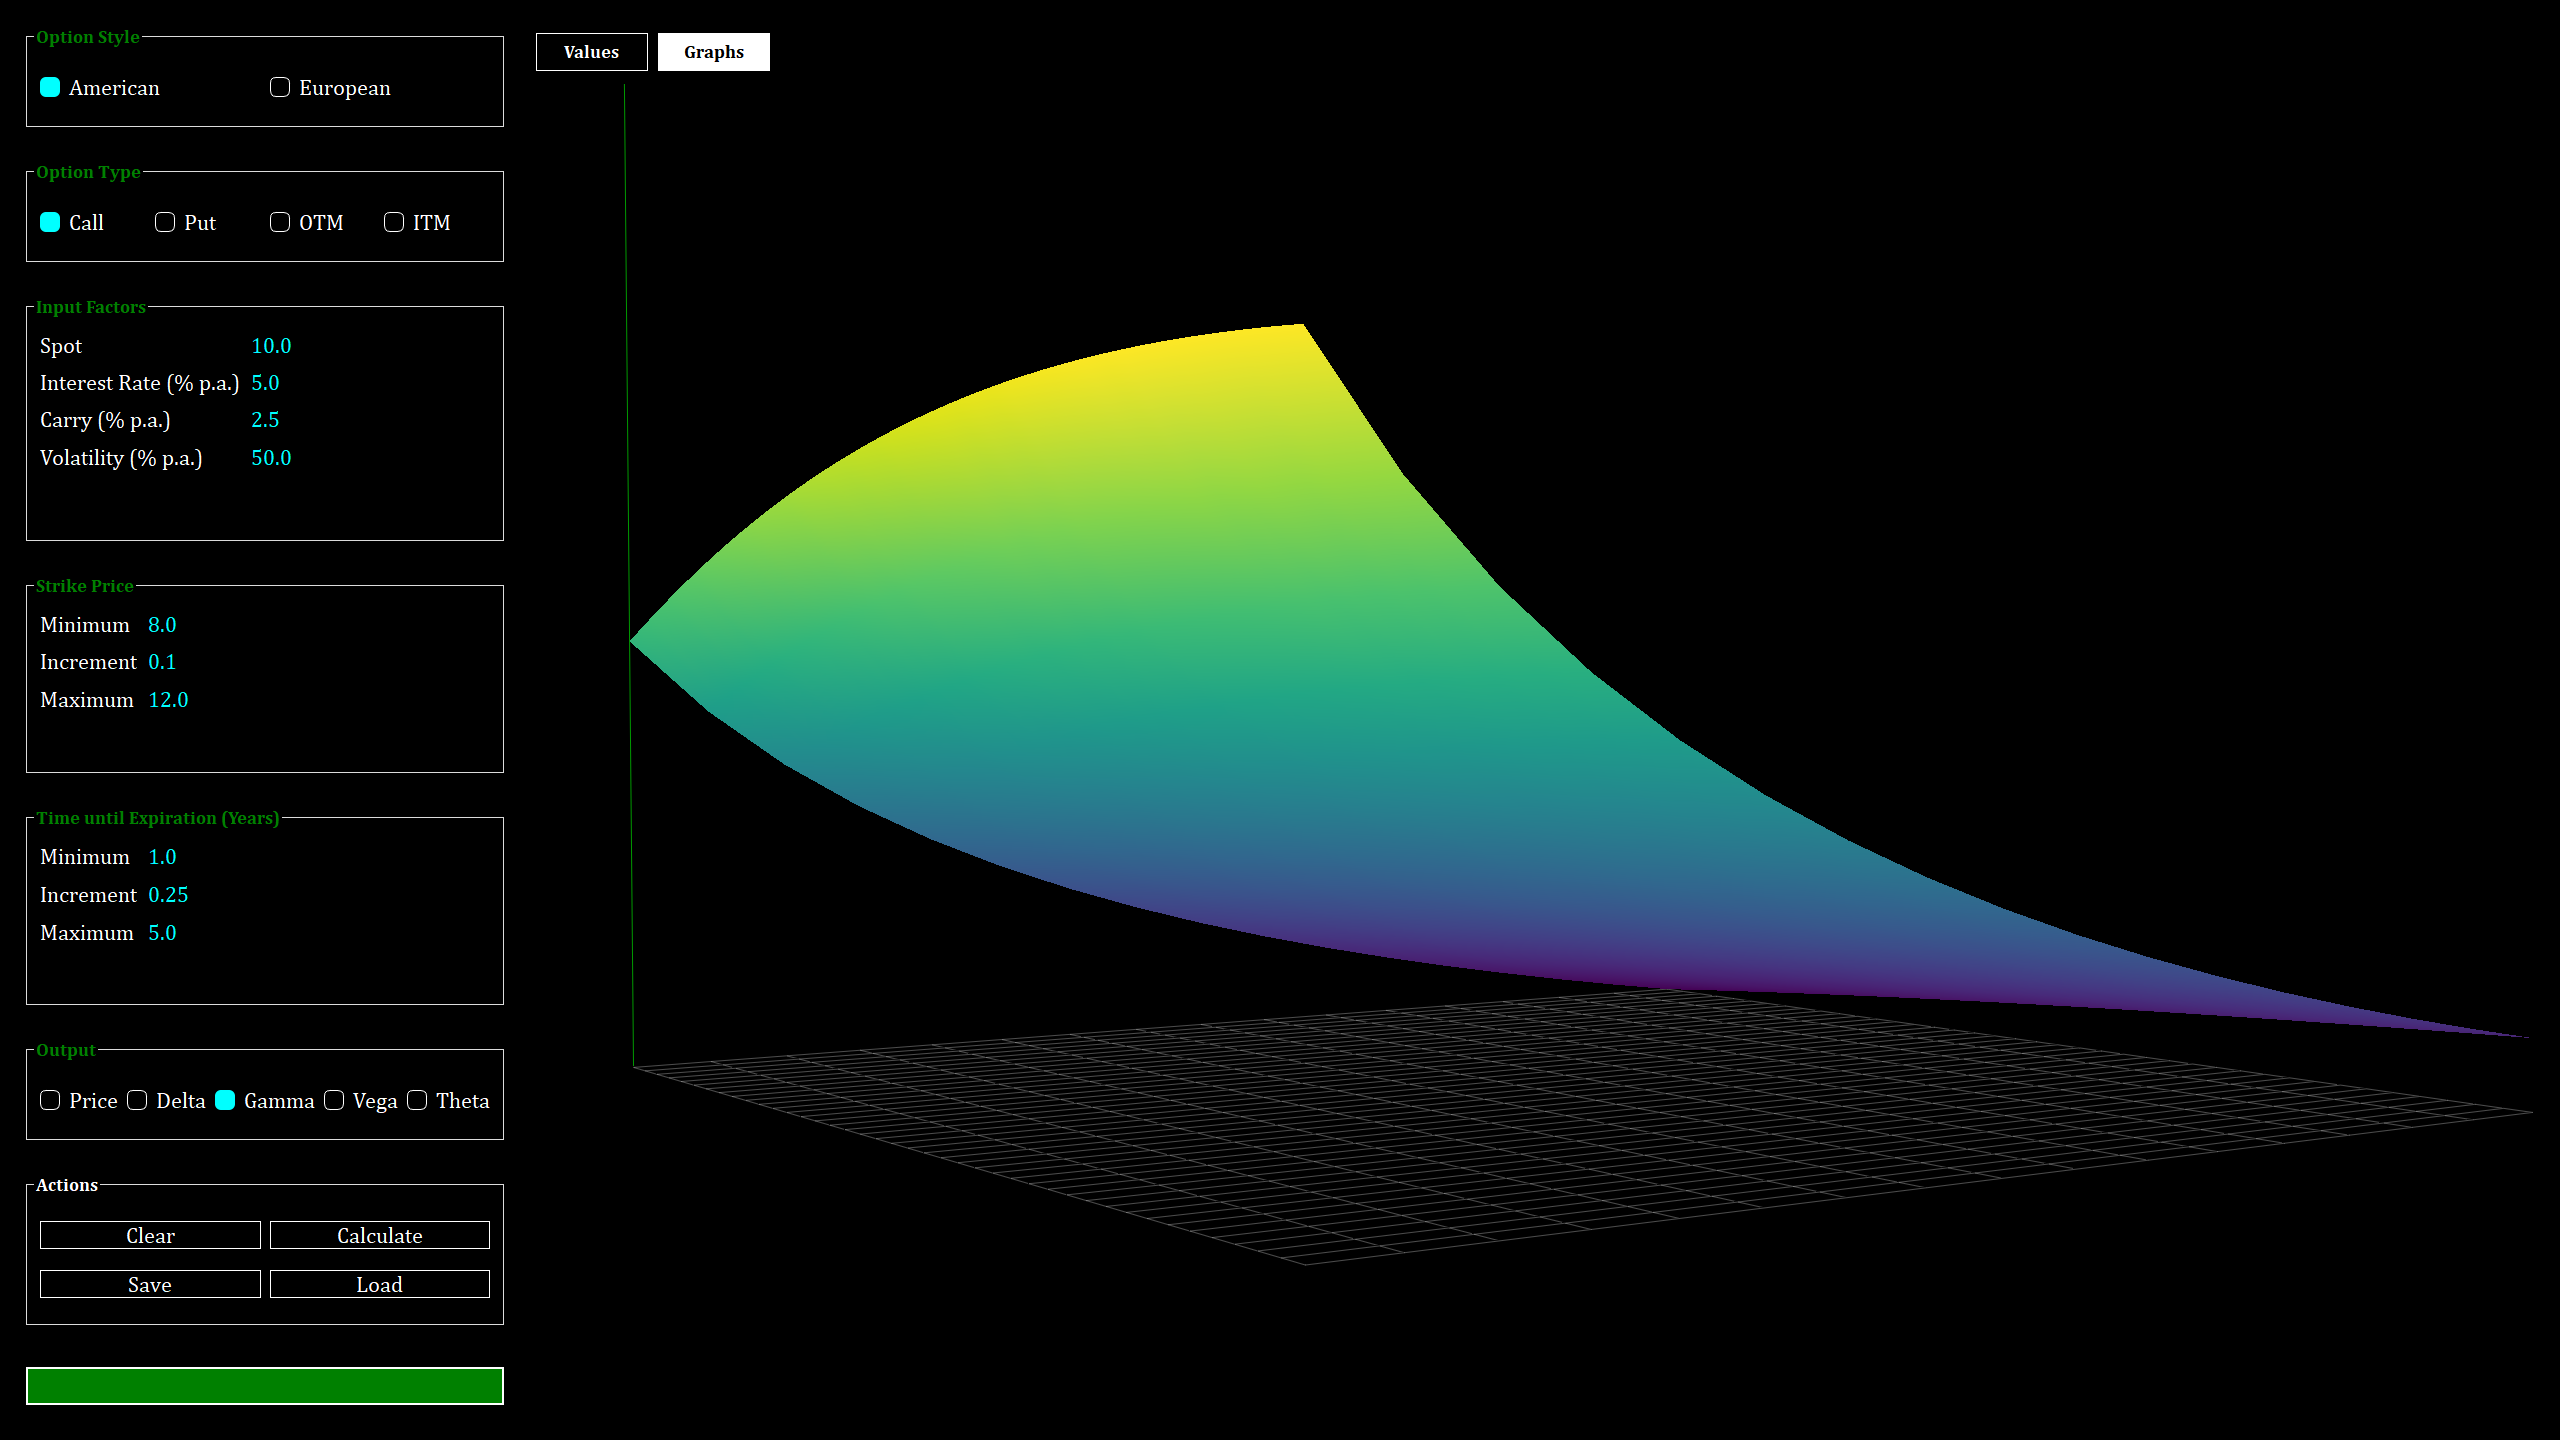 Option Style
American European
Option Type
Call Put OTM ITM
Input Factors
Spot 10.0
Interest Rate (% p.a.) 5.0
Carry (% p.a.) 2.5
Volatility (% p.a.) 50.0
Strike Price
Minimum 8.0
Increment 0.1
Maximum 12.0
Time until Expiration (Years)
Minimum 1.0
Increment 0.25
Maximum 5.0
Output
Price Delta Gamma Vega Theta
Actions
Clear Calculate
Save Load
Values Graphs